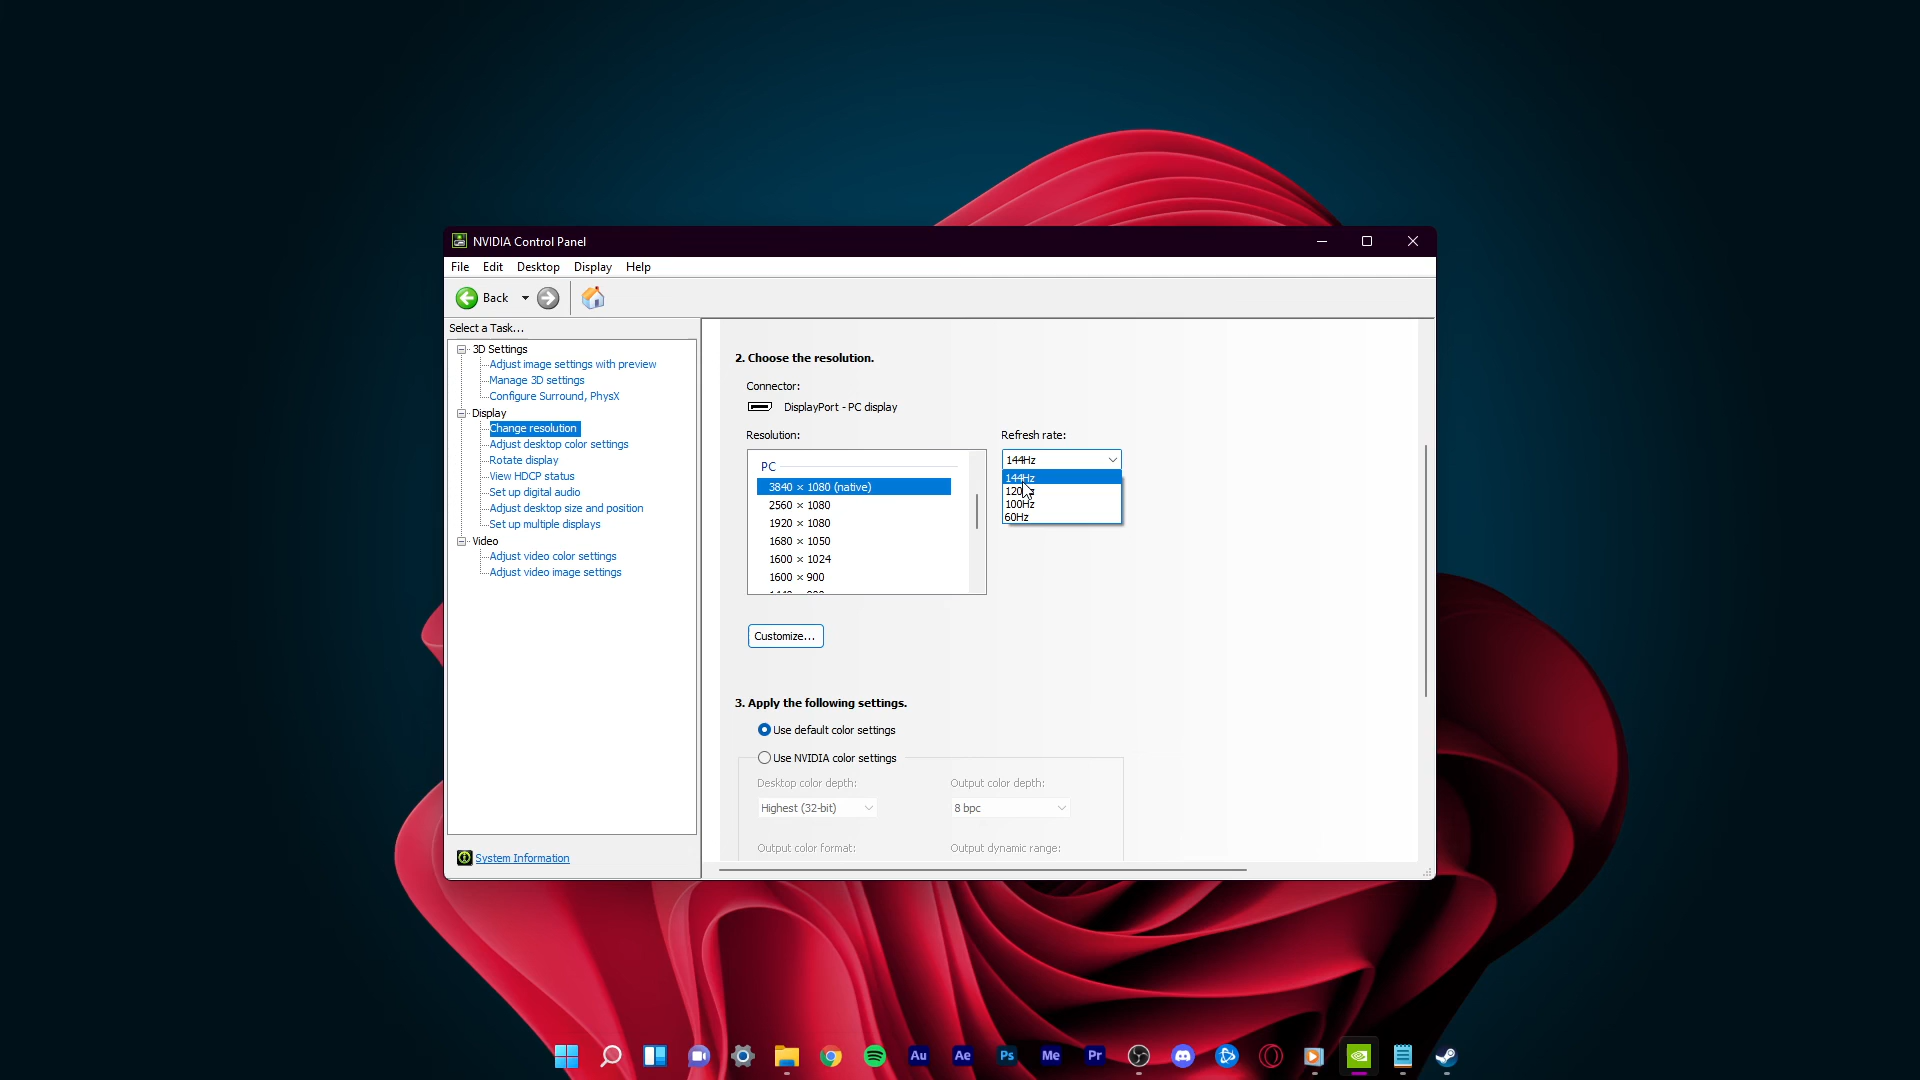 NVIDIA Control Panel
File Edit Desktop Display Help
Back
Select a Task...
3D Settings
Adjust image settings with preview
Manage 3D settings
Configure Surround, PhysX
Display
Change resolution
Adjust desktop color settings
Rotate display
View HDCP status
Set up digital audio
Adjust desktop size and position
Set up multiple displays
Video
Adjust video color settings
Adjust video image settings
System Information
2. Choose the resolution.
Connector:
DisplayPort - PC display
Resolution:
PC
3840 × 1080 (native)
2560 × 1080
1920 × 1080
1680 × 1050
1600 × 1024
1600 × 900
Refresh rate:
144Hz
144Hz
120Hz
100Hz
60Hz
Customize...
3. Apply the following settings.
Use default color settings
Use NVIDIA color settings
Desktop color depth: Output color depth:
Highest (32-bit) 8 bpc
Output color format: Output dynamic range:
Au Ae Ps Me Pr